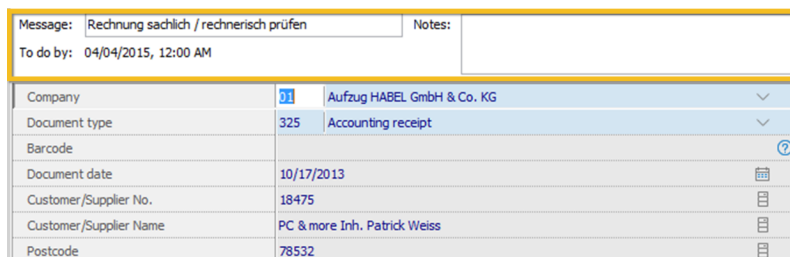 Message: Rechnung sachlich / rechnerisch prüfen Notes:
To do by: 04/04/2015, 12:00 AM
Company 01 Aufzug HABEL GmbH & Co. KG
Document type 325 Accounting receipt
Barcode
Document date 10/17/2013
Customer/Supplier No. 18475
Customer/Supplier Name PC & more Inh. Patrick Weiss
Postcode 78532